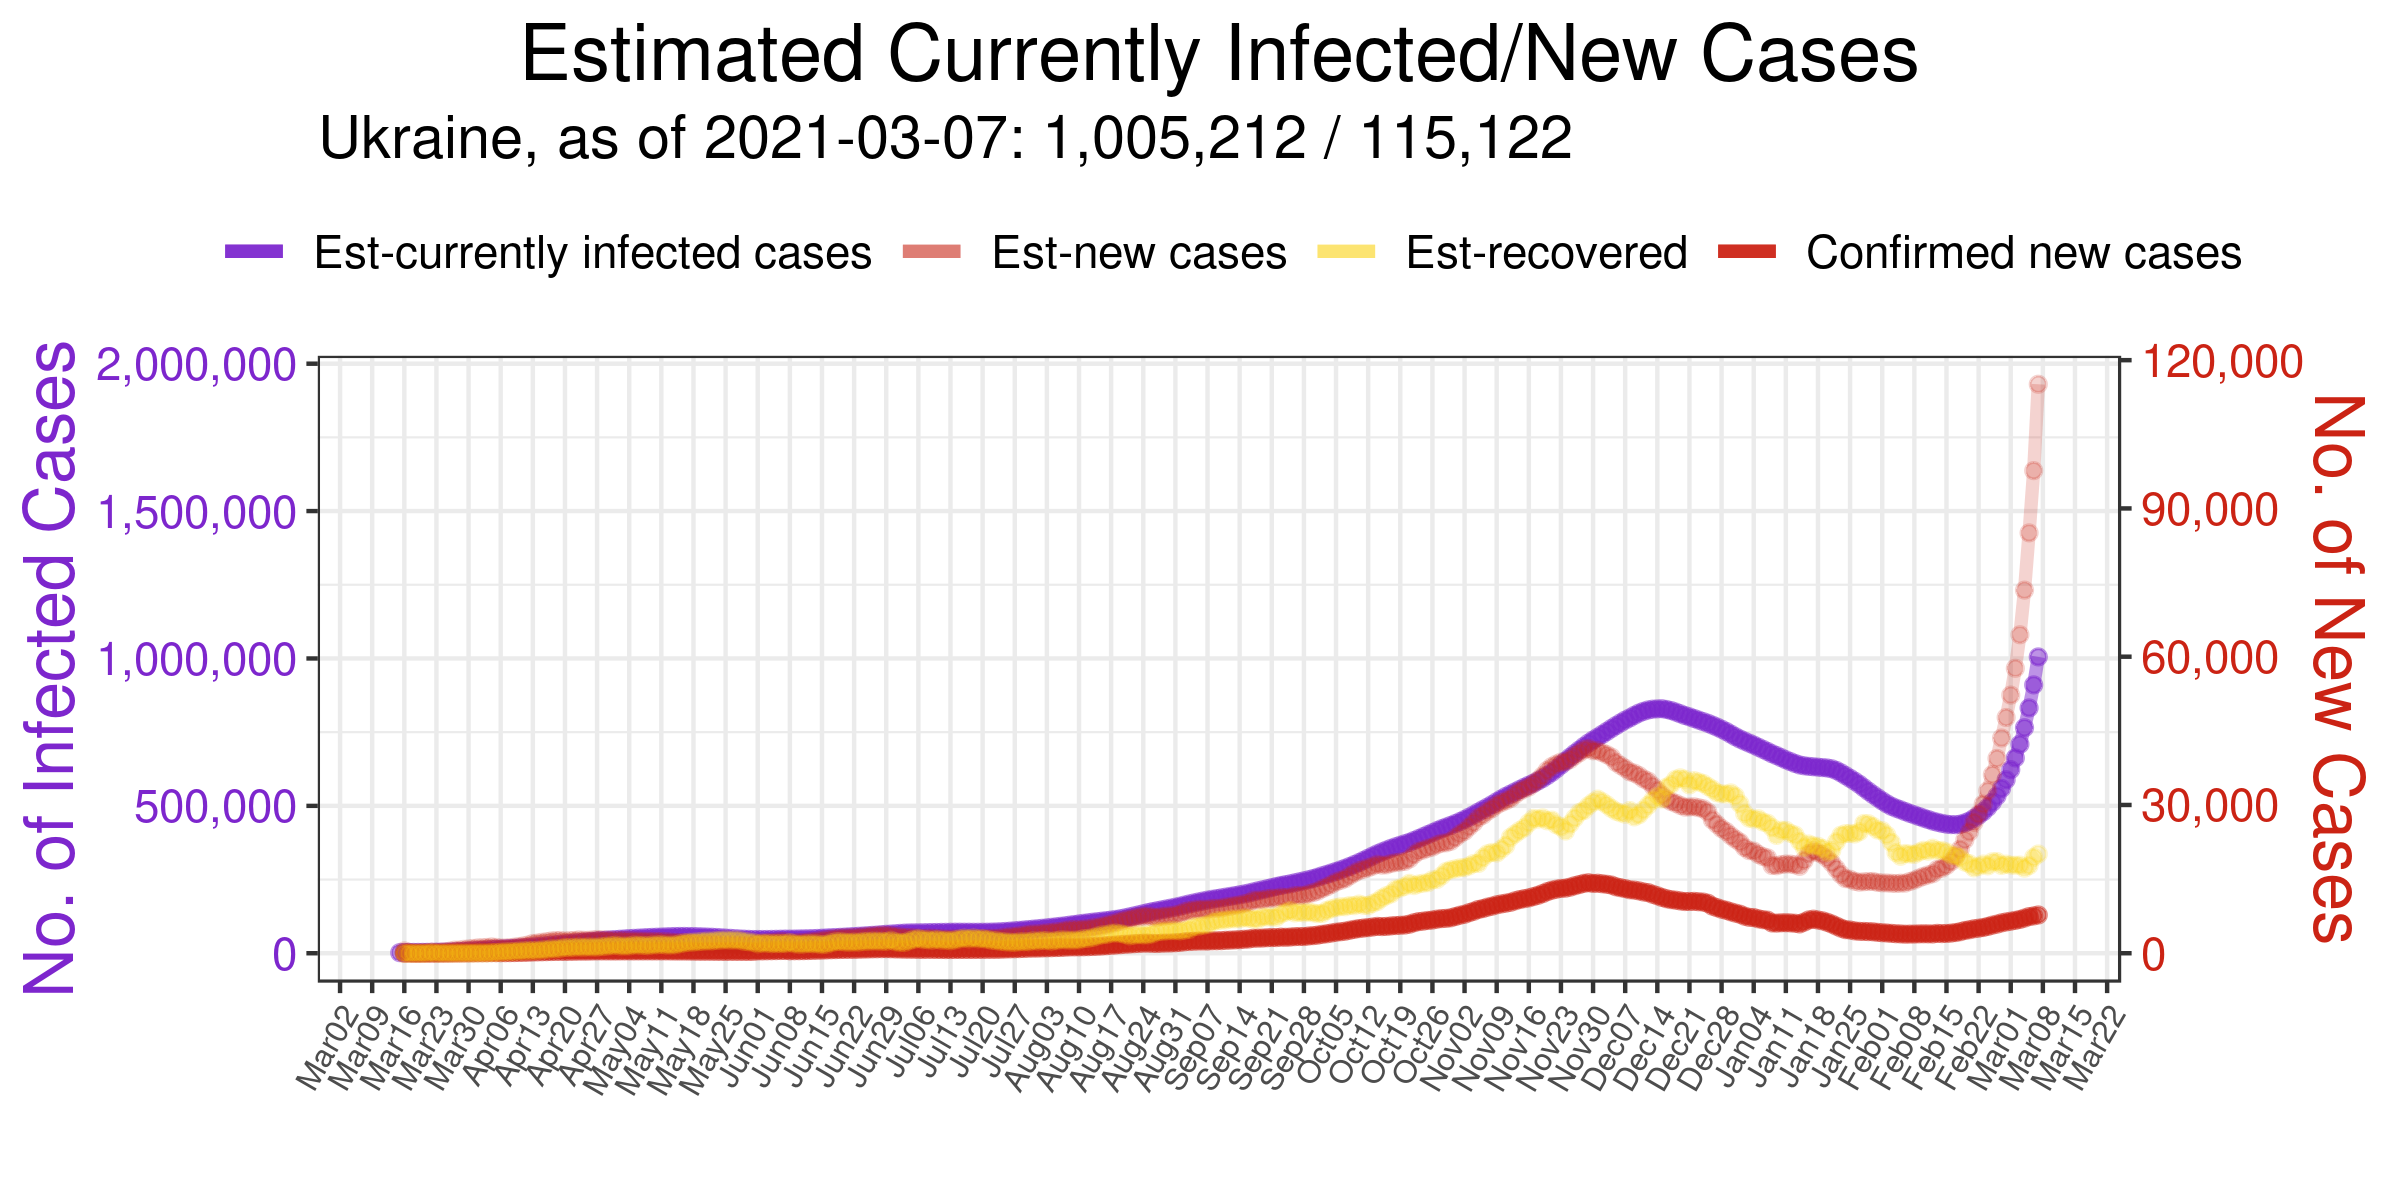 Estimated Currently Infected/New Cases
Ukraine, as of 2021-03-07: 1,005,212 / 115,122
Est-currently infected cases Est-new cases Est-recovered Confirmed new cases
No. of Infected Cases
2,000,000
1,500,000
1,000,000
500,000
0
120,000
90,000
60,000
30,000
0
No. of New Cases
Mar02 Mar09 Mar16 Mar23 Mar30 Apr06 Apr13 Apr20 Apr27 May04 May11 May18 May25 Jun01 Jun08 Jun15 Jun22 Jun29 Jul06 Jul13 Jul20 Jul27 Aug03 Aug10 Aug17 Aug24 Aug31 Sep07 Sep14 Sep21 Sep28 Oct05 Oct12 Oct19 Oct26 Nov02 Nov09 Nov16 Nov23 Nov30 Dec07 Dec14 Dec21 Dec28 Jan04 Jan11 Jan18 Jan25 Feb01 Feb08 Feb15 Feb22 Mar01 Mar08 Mar15 Mar22